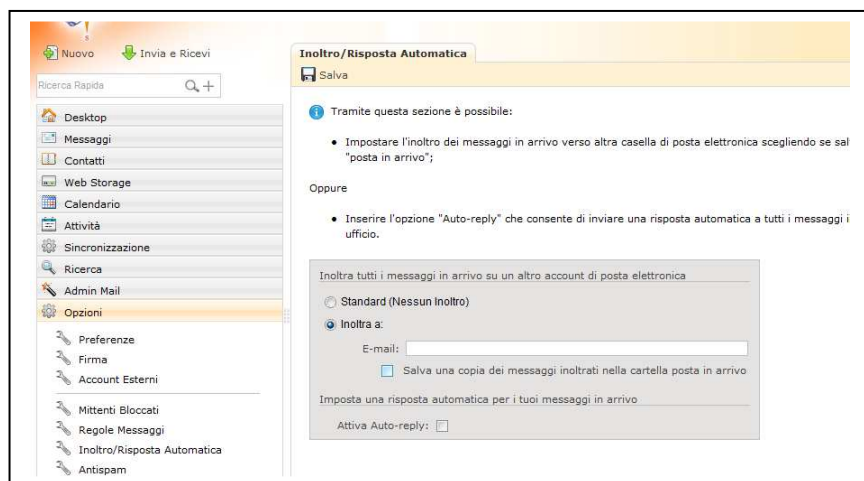 Nuovo
Invia e Ricevi
Ricerca Rapida
Desktop
Messaggi
Contatti
Web Storage
Calendario
Attività
Sincronizzazione
Ricerca
Admin Mail
Opzioni
Preferenze
Firma
Account Esterni
Mittenti Bloccati
Regole Messaggi
Inoltro/Risposta Automatica
Antispam
Inoltro/Risposta Automatica
Salva
Tramite questa sezione è possibile:
Impostare l'inoltro dei messaggi in arrivo verso altra casella di posta elettronica scegliendo se sal
"posta in arrivo";
Oppure
Inserire l'opzione "Auto-reply" che consente di inviare una risposta automatica a tutti i messaggi i
ufficio.
Inoltra tutti i messaggi in arrivo su un altro account di posta elettronica
Standard (Nessun Inoltro)
Inoltra a:
E-mail:
Salva una copia dei messaggi inoltrati nella cartella posta in arrivo
Imposta una risposta automatica per i tuoi messaggi in arrivo
Attiva Auto-reply: